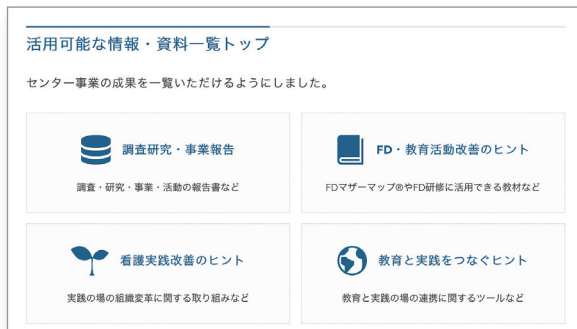 活用可能な情報・資料一覧トップ
センター事業の成果を一覧いただけるようにしました。
調査研究・事業報告
調査・研究・事業・活動の報告書など
FD・教育活動改善のヒント
FDマザーマップ®やFD研修に活用できる教材など
看護実践改善のヒント
実践の場の組織変革に関する取り組みなど
教育と実践をつなぐヒント
教育と実践の場の連携に関するツールなど